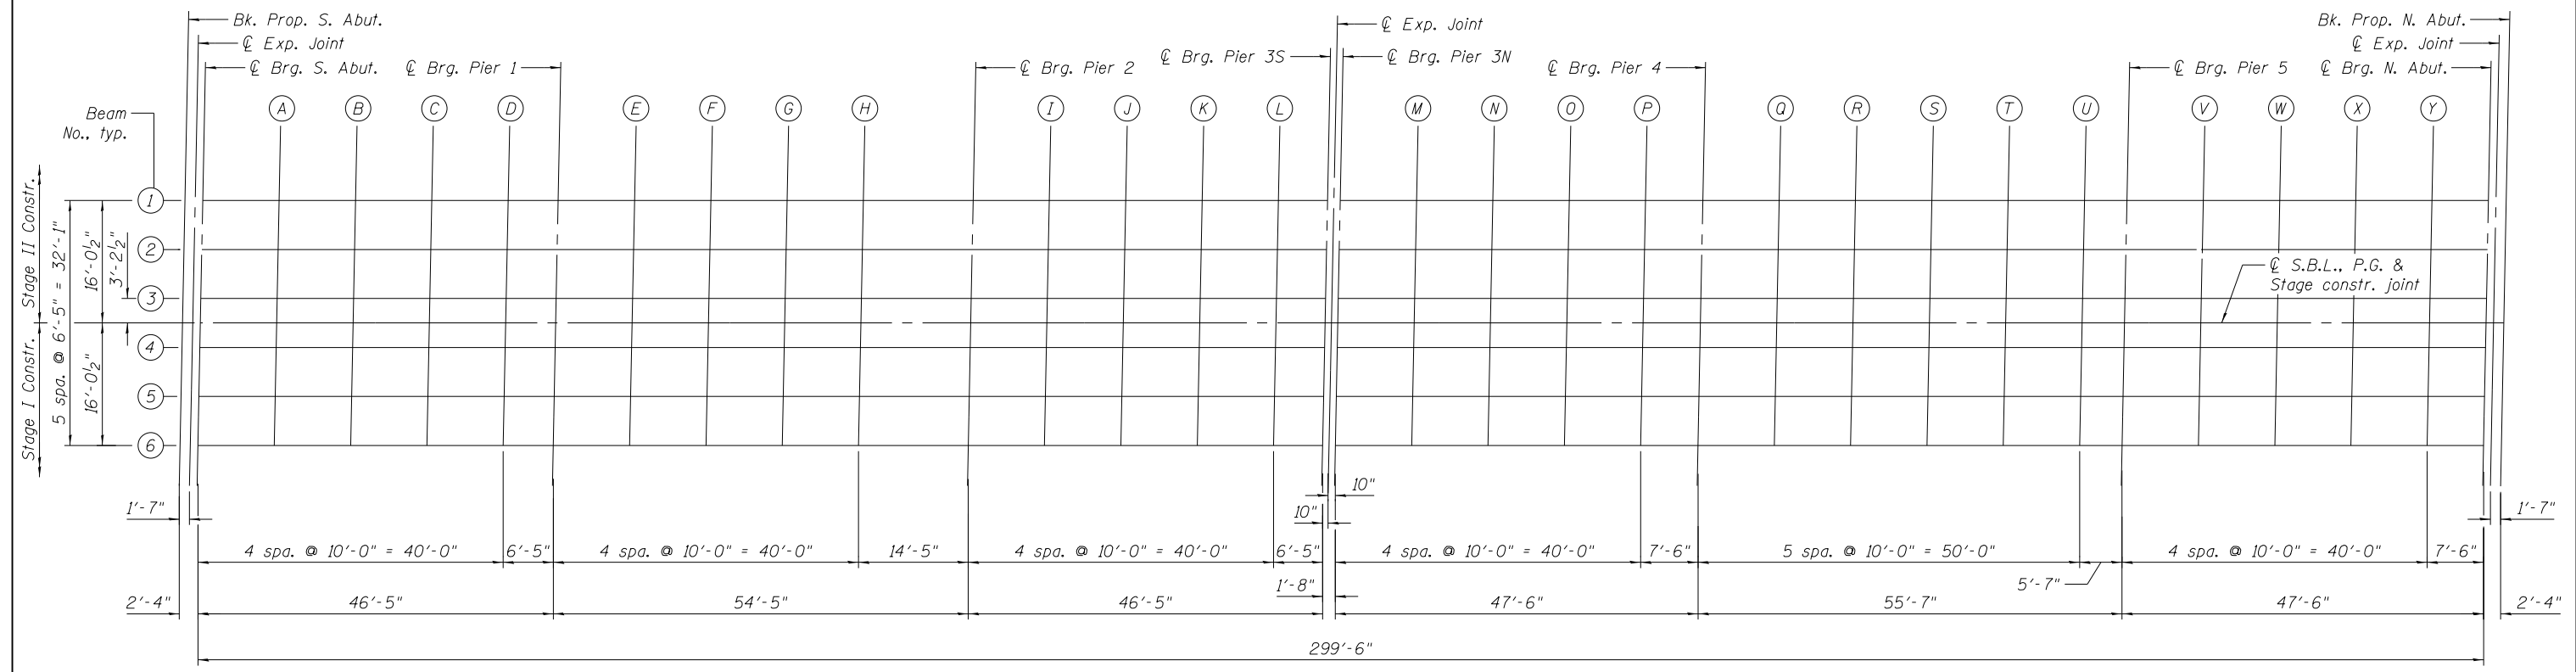 Bk. Prop. S. Abut.
℄ Exp. Joint
℄ Brg. S. Abut.
℄ Brg. Pier 1
℄ Brg. Pier 2
℄ Brg. Pier 3S
℄ Exp. Joint
℄ Brg. Pier 3N
℄ Brg. Pier 4
℄ Brg. Pier 5
Bk. Prop. N. Abut.
℄ Exp. Joint
℄ Brg. N. Abut.
Beam
No., typ.
A B C D E F G H I J K L M N O P Q R S T U V W X Y
1
2
3
4
5
6
Stage II Constr.
Stage I Constr.
5 spa. @ 6'-5" = 32'-1"
16'-0½"
16'-0½"
3'-2½"
℄ S.B.L., P.G. &
Stage constr. joint
1'-7"
10"
10"
1'-7"
4 spa. @ 10'-0" = 40'-0"
6'-5"
4 spa. @ 10'-0" = 40'-0"
14'-5"
4 spa. @ 10'-0" = 40'-0"
6'-5"
4 spa. @ 10'-0" = 40'-0"
7'-6"
5 spa. @ 10'-0" = 50'-0"
5'-7"
4 spa. @ 10'-0" = 40'-0"
7'-6"
2'-4"
46'-5"
54'-5"
46'-5"
1'-8"
47'-6"
55'-7"
47'-6"
2'-4"
299'-6"